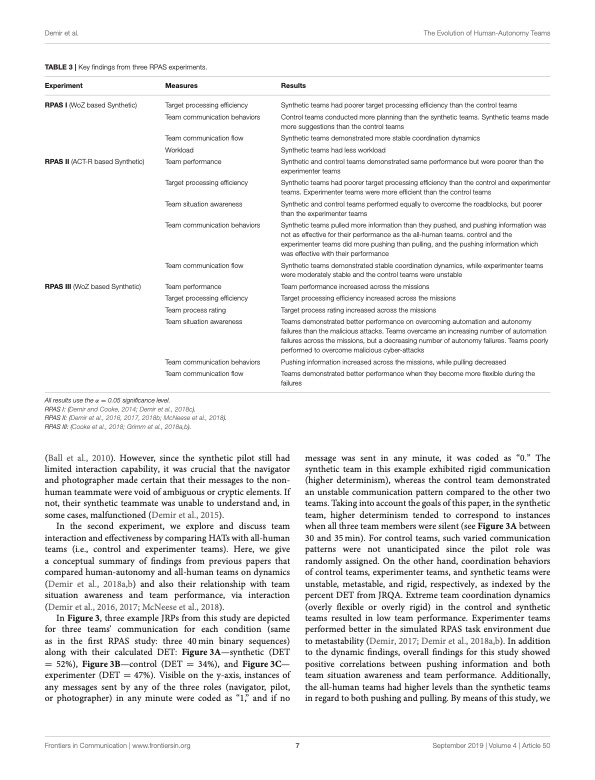 Demir et al.
The Evolution of Human-Autonomy Teams
TABLE 3 | Key findings from three RPAS experiments.
Experiment Measures Results
RPAS I (WoZ based Synthetic) Target processing efficiency Synthetic teams had poorer target processing efficiency than the control teams
Team communication behaviors Control teams conducted more planning than the synthetic teams. Synthetic teams made
more suggestions than the control teams
Team communication flow Synthetic teams demonstrated more stable coordination dynamics
Workload Synthetic teams had less workload
RPAS II (ACT-R based Synthetic) Team performance Synthetic and control teams demonstrated same performance but were poorer than the
experimenter teams
Target processing efficiency Synthetic teams had poorer target processing efficiency than the control and experimenter
teams. Experimenter teams were more efficient than the control teams
Team situation awareness Synthetic and control teams performed equally to overcome the roadblocks, but poorer
than the experimenter teams
Team communication behaviors Synthetic teams pulled more information than they pushed, and pushing information was
not as effective for their performance as the all-human teams, control and the
experimenter teams did more pushing than pulling, and the pushing information which
was effective with their performance
Team communication flow Synthetic teams demonstrated stable coordination dynamics, while experimenter teams
were moderately stable and the control teams were unstable
RPAS III (WoZ based Synthetic) Team performance Team performance increased across the missions
Target processing efficiency Target processing efficiency increased across the missions
Team process rating Target process rating increased across the missions
Team situation awareness Teams demonstrated better performance on overcoming automation and autonomy
failures than the malicious attacks. Teams overcame an increasing number of automation
failures across the missions, but a decreasing number of autonomy failures. Teams poorly
performed to overcome malicious cyber-attacks
Team communication behaviors Pushing information increased across the missions, while pulling decreased
Team communication flow Teams demonstrated better performance when they become more flexible during the
failures
All results use the α = 0.05 significance level.
RPAS I: (Demir and Cooke, 2014; Demir et al., 2018c).
RPAS II: (Demir et al., 2016, 2017, 2018b; McNeese et al., 2018).
RPAS III: (Cooke et al., 2018; Grimm et al., 2018a,b).
(Ball et al., 2010). However, since the synthetic pilot still had
limited interaction capability, it was crucial that the navigator
and photographer made certain that their messages to the non-
human teammate were void of ambiguous or cryptic elements. If
not, their synthetic teammate was unable to understand and, in
some cases, malfunctioned (Demir et al., 2015).
In the second experiment, we explore and discuss team
interaction and effectiveness by comparing HATs with all-human
teams (i.e., control and experimenter teams). Here, we give
a conceptual summary of findings from previous papers that
compared human-autonomy and all-human teams on dynamics
(Demir et al., 2018a,b) and also their relationship with team
situation awareness and team performance, via interaction
(Demir et al., 2016, 2017; McNeese et al., 2018).
In Figure 3, three example JRPs from this study are depicted
for three teams' communication for each condition (same
as in the first RPAS study: three 40 min binary sequences)
along with their calculated DET: Figure 3A—synthetic (DET
= 52%), Figure 3B—control (DET = 34%), and Figure 3C—
experimenter (DET = 47%). Visible on the y-axis, instances of
any messages sent by any of the three roles (navigator, pilot,
or photographer) in any minute were coded as "1," and if no
message was sent in any minute, it was coded as "0." The
synthetic team in this example exhibited rigid communication
(higher determinism), whereas the control team demonstrated
an unstable communication pattern compared to the other two
teams. Taking into account the goals of this paper, in the synthetic
team, higher determinism tended to correspond to instances
when all three team members were silent (see Figure 3A between
30 and 35 min). For control teams, such varied communication
patterns were not unanticipated since the pilot role was
randomly assigned. On the other hand, coordination behaviors
of control teams, experimenter teams, and synthetic teams were
unstable, metastable, and rigid, respectively, as indexed by the
percent DET from JRQA. Extreme team coordination dynamics
(overly flexible or overly rigid) in the control and synthetic
teams resulted in low team performance. Experimenter teams
performed better in the simulated RPAS task environment due
to metastability (Demir, 2017; Demir et al., 2018a,b). In addition
to the dynamic findings, overall findings for this study showed
positive correlations between pushing information and both
team situation awareness and team performance. Additionally,
the all-human teams had higher levels than the synthetic teams
in regard to both pushing and pulling. By means of this study, we
Frontiers in Communication | www.frontiersin.org
7
September 2019 | Volume 4 | Article 50